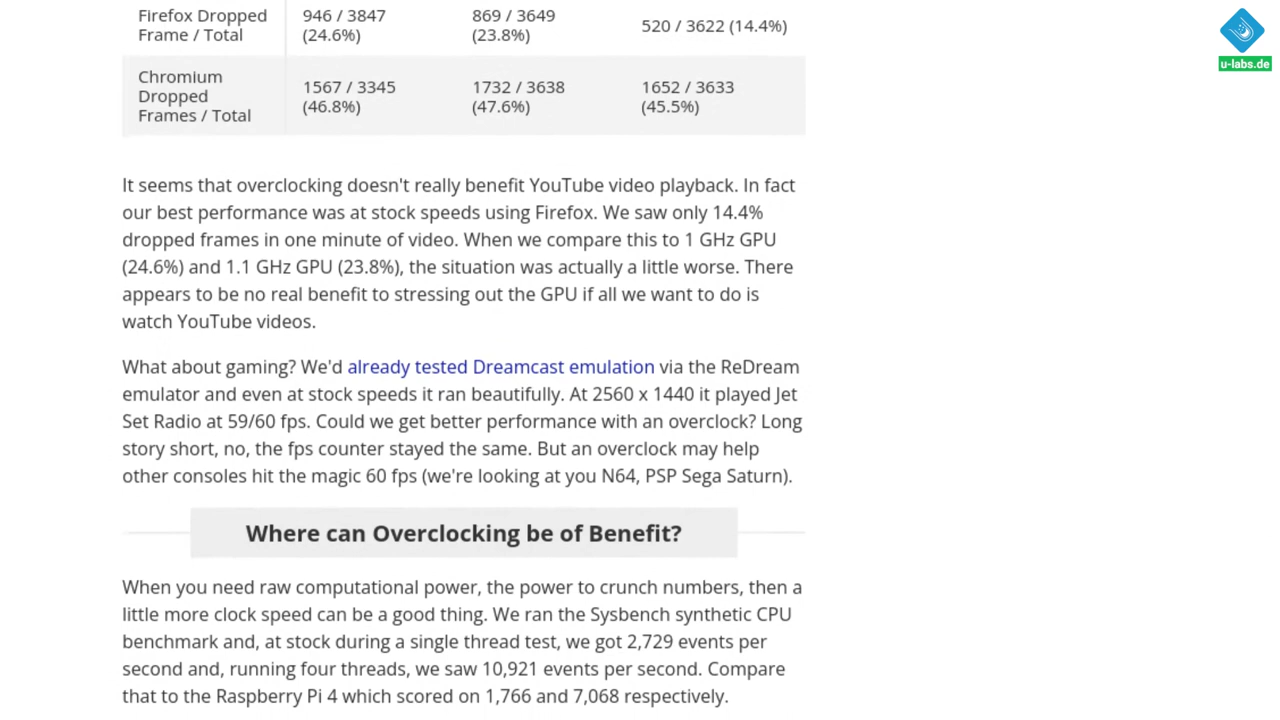 Firefox Dropped
Frame / Total
946 / 3847
(24.6%)
869 / 3649
(23.8%)
520 / 3622 (14.4%)
Chromium
Dropped
Frames / Total
1567 / 3345
(46.8%)
1732 / 3638
(47.6%)
1652 / 3633
(45.5%)
It seems that overclocking doesn't really benefit YouTube video playback. In fact
our best performance was at stock speeds using Firefox. We saw only 14.4%
dropped frames in one minute of video. When we compare this to 1 GHz GPU
(24.6%) and 1.1 GHz GPU (23.8%), the situation was actually a little worse. There
appears to be no real benefit to stressing out the GPU if all we want to do is
watch YouTube videos.
What about gaming? We'd already tested Dreamcast emulation via the ReDream
emulator and even at stock speeds it ran beautifully. At 2560 x 1440 it played Jet
Set Radio at 59/60 fps. Could we get better performance with an overclock? Long
story short, no, the fps counter stayed the same. But an overclock may help
other consoles hit the magic 60 fps (we're looking at you N64, PSP Sega Saturn).
Where can Overclocking be of Benefit?
When you need raw computational power, the power to crunch numbers, then a
little more clock speed can be a good thing. We ran the Sysbench synthetic CPU
benchmark and, at stock during a single thread test, we got 2,729 events per
second and, running four threads, we saw 10,921 events per second. Compare
that to the Raspberry Pi 4 which scored on 1,766 and 7,068 respectively.
u-labs.de